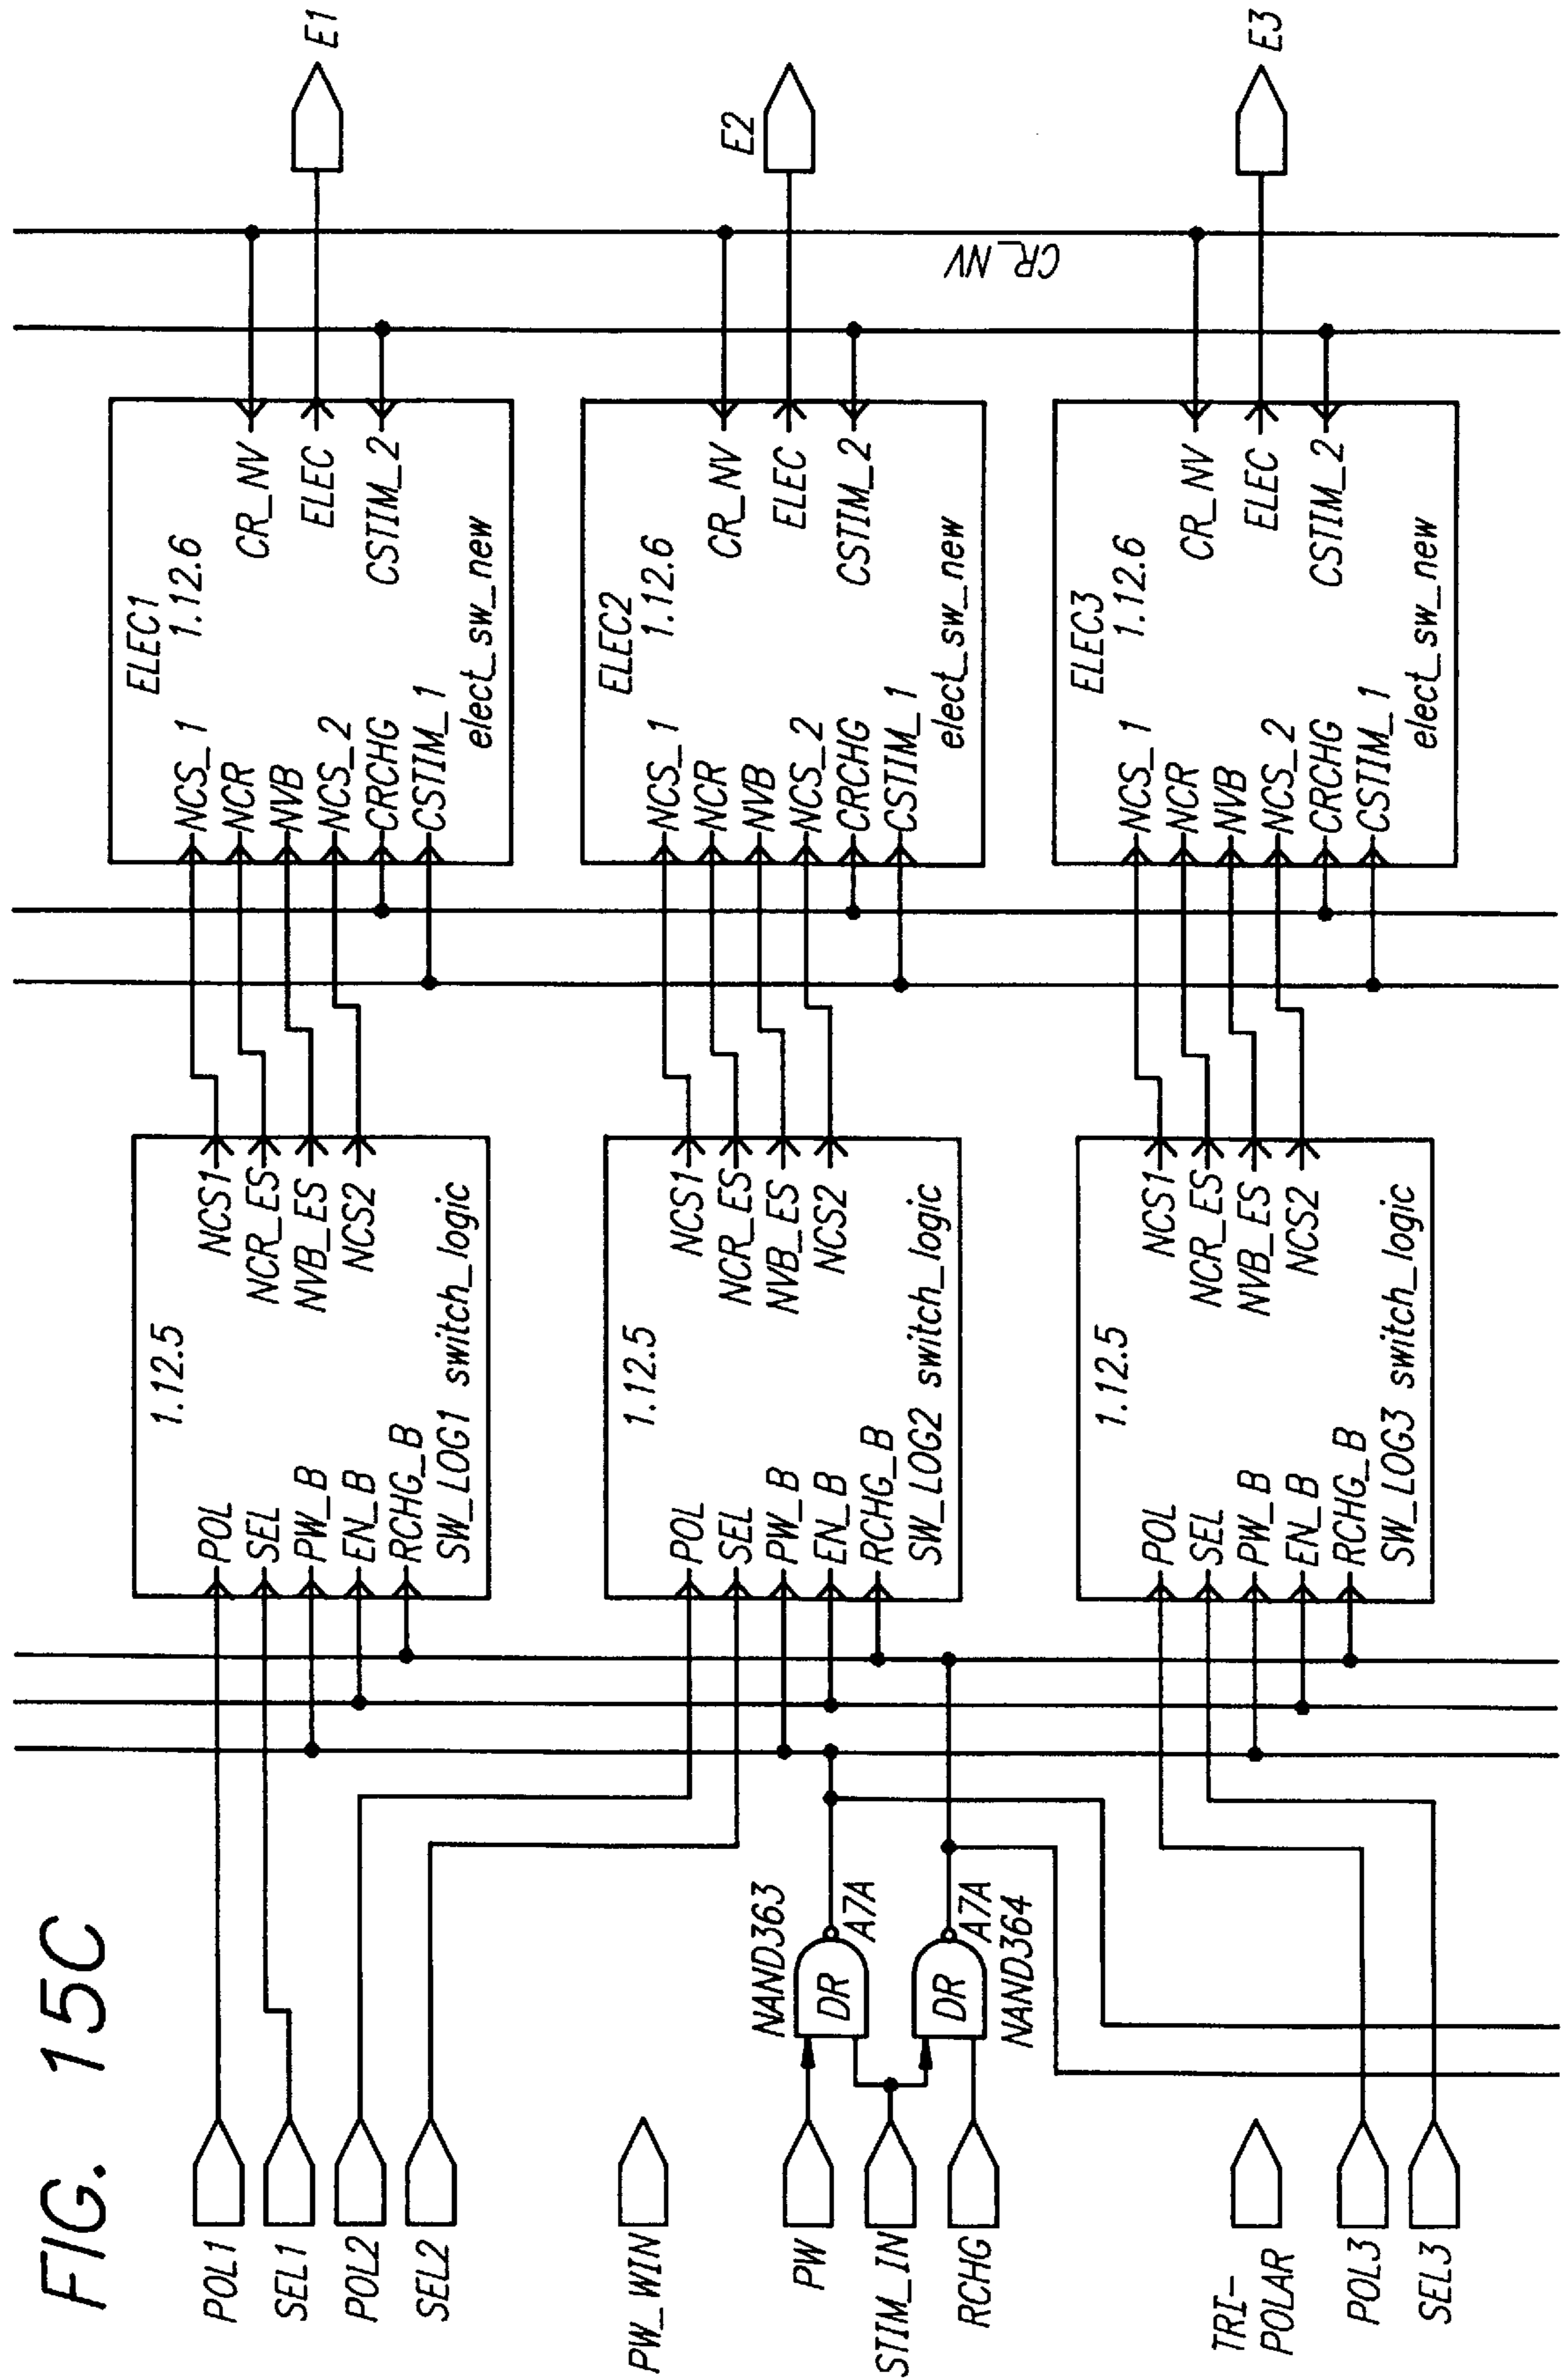 FIG. 15C
POL1
SEL1
POL2
SEL2
PW_WIN
PW
STIM_IN
RCHG
TRI-
POLAR
POL3
SEL3
NAND363
DR
A7A
DR
A7A
NAND364
1.12.5
POL
SEL
PW_B
EN_B
RCHG_B
NCS1
NCR_ES
NVB_ES
NCS2
SW_LOG1 switch_logic
1.12.5
POL
SEL
PW_B
EN_B
RCHG_B
NCS1
NCR_ES
NVB_ES
NCS2
SW_LOG2 switch_logic
1.12.5
POL
SEL
PW_B
EN_B
RCHG_B
NCS1
NCR_ES
NVB_ES
NCS2
SW_LOG3 switch_logic
ELEC1
1.12.6
NCS_1
NCR
NVB
NCS_2
CRCHG
CSTIM_1
CR_NV
ELEC
CSTIM_2
elect_sw_new
ELEC2
1.12.6
NCS_1
NCR
NVB
NCS_2
CRCHG
CSTIM_1
CR_NV
ELEC
CSTIM_2
elect_sw_new
ELEC3
1.12.6
NCS_1
NCR
NVB
NCS_2
CRCHG
CSTIM_1
CR_NV
ELEC
CSTIM_2
elect_sw_new
CR_NV
E1
E2
E3